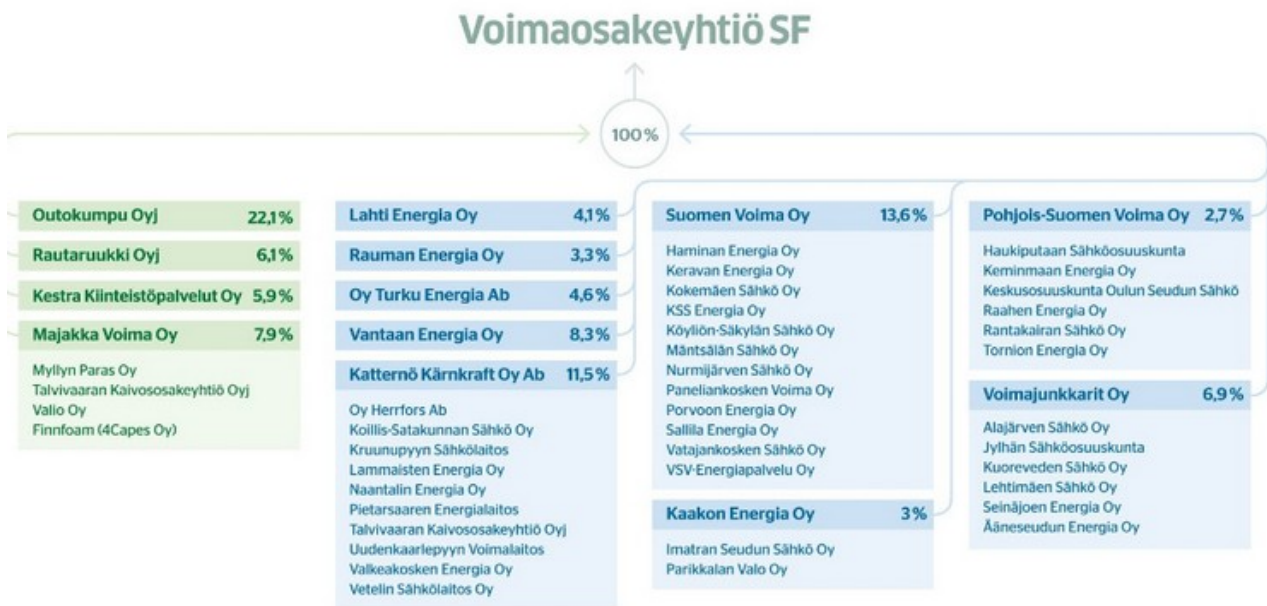 Voimaosakeyhtiö SF
100%
Outokumpu Oyj 22,1%
Rautaruukki Oyj 6,1%
Kestra Kiinteistöpalvelut Oy 5,9%
Majakka Voima Oy 7,9%
Myllyn Paras Oy
Talvivaaran Kaivososakeyhtiö Oyj
Valio Oy
Finnfoam (4Capes Oy)
Lahti Energia Oy 4,1%
Rauman Energia Oy 3,3%
Oy Turku Energia Ab 4,6%
Vantaan Energia Oy 8,3%
Katternö Kärnkraft Oy Ab 11,5%
Oy Herrfors Ab
Koillis-Satakunnan Sähkö Oy
Kruunupyyn Sähkölaitos
Lammaisten Energia Oy
Naantalin Energia Oy
Pietarsaaren Energialaitos
Talvivaaran Kaivososakeyhtiö Oyj
Uudenkaarlepyyn Voimalaitos
Valkeakosken Energia Oy
Vetelin Sähkölaitos Oy
Suomen Voima Oy 13,6%
Haminan Energia Oy
Keravan Energia Oy
Kokemäen Sähkö Oy
KSS Energia Oy
Köyliön-Säkylän Sähkö Oy
Mäntsälän Sähkö Oy
Nurmijärven Sähkö Oy
Paneliankosken Voima Oy
Porvoon Energia Oy
Sallila Energia Oy
Vatajankosken Sähkö Oy
VSV-Energiapalvelu Oy
Kaakon Energia Oy 3%
Imatran Seudun Sähkö Oy
Parikkalan Valo Oy
Pohjois-Suomen Voima Oy 2,7%
Haukiputaan Sähköosuuskunta
Keminmaan Energia Oy
Keskusosuuskunta Oulun Seudun Sähkö
Raahen Energia Oy
Rantakairan Sähkö Oy
Tornion Energia Oy
Voimajunkkarit Oy 6,9%
Alajärven Sähkö Oy
Jylhän Sähköosuuskunta
Kuoreveden Sähkö Oy
Lehtimäen Sähkö Oy
Seinäjoen Energia Oy
Ääneseudun Energia Oy